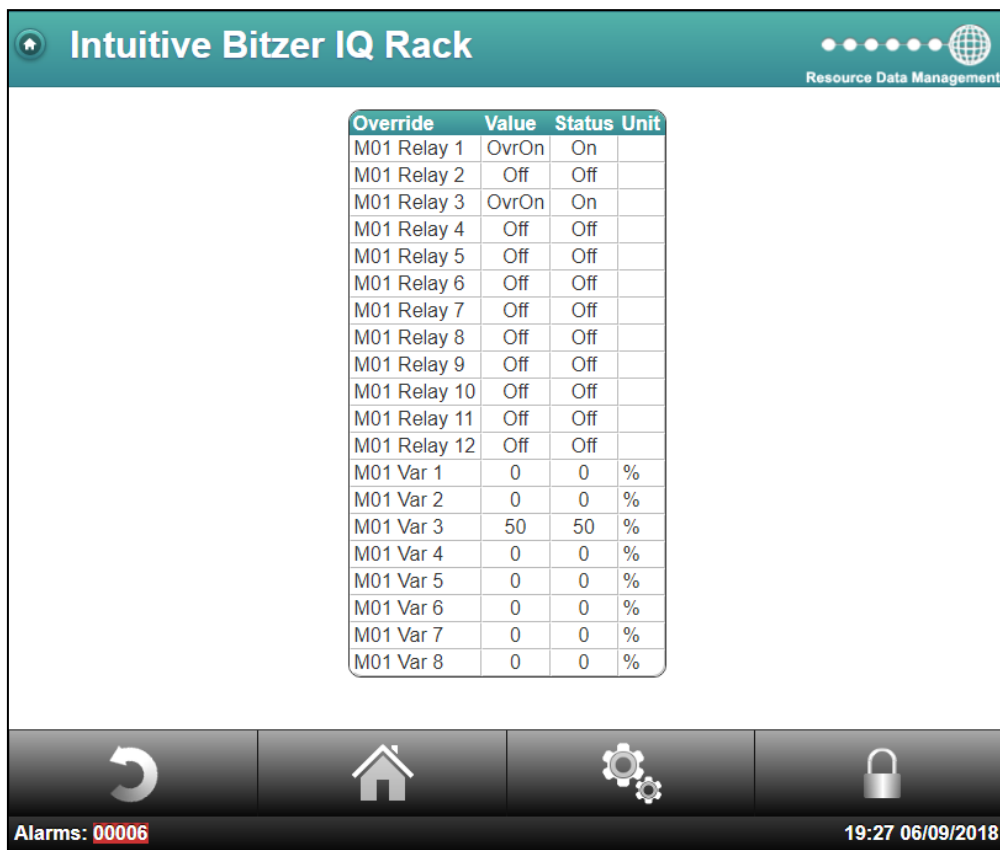 Intuitive Bitzer IQ Rack
Resource Data Management
Override Value Status Unit
M01 Relay 1 OvrOn On
M01 Relay 2 Off Off
M01 Relay 3 OvrOn On
M01 Relay 4 Off Off
M01 Relay 5 Off Off
M01 Relay 6 Off Off
M01 Relay 7 Off Off
M01 Relay 8 Off Off
M01 Relay 9 Off Off
M01 Relay 10 Off Off
M01 Relay 11 Off Off
M01 Relay 12 Off Off
M01 Var 1 0 0 %
M01 Var 2 0 0 %
M01 Var 3 50 50 %
M01 Var 4 0 0 %
M01 Var 5 0 0 %
M01 Var 6 0 0 %
M01 Var 7 0 0 %
M01 Var 8 0 0 %
Alarms: 00006 19:27 06/09/2018